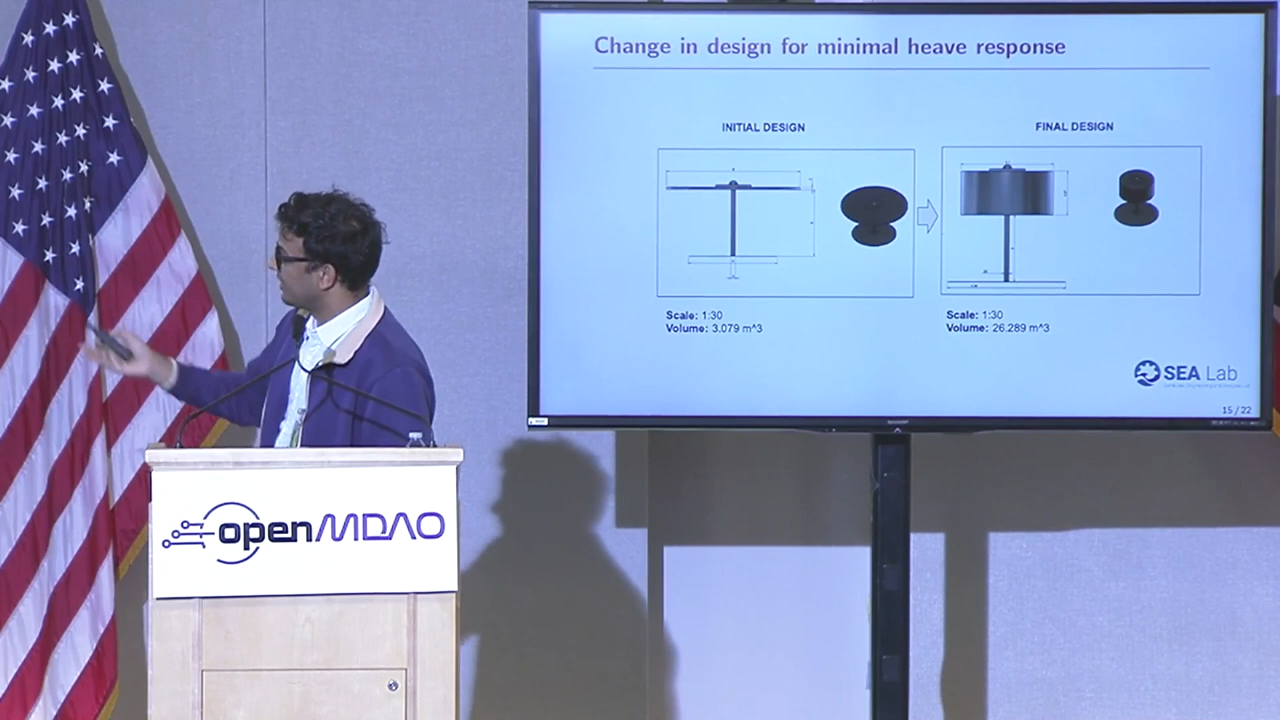 Change in design for minimal heave response
INITIAL DESIGN
FINAL DESIGN
Scale: 1:30
Volume: 3.079 m^3
Scale: 1:30
Volume: 26.289 m^3
SEA Lab
15 / 22
openMDAO